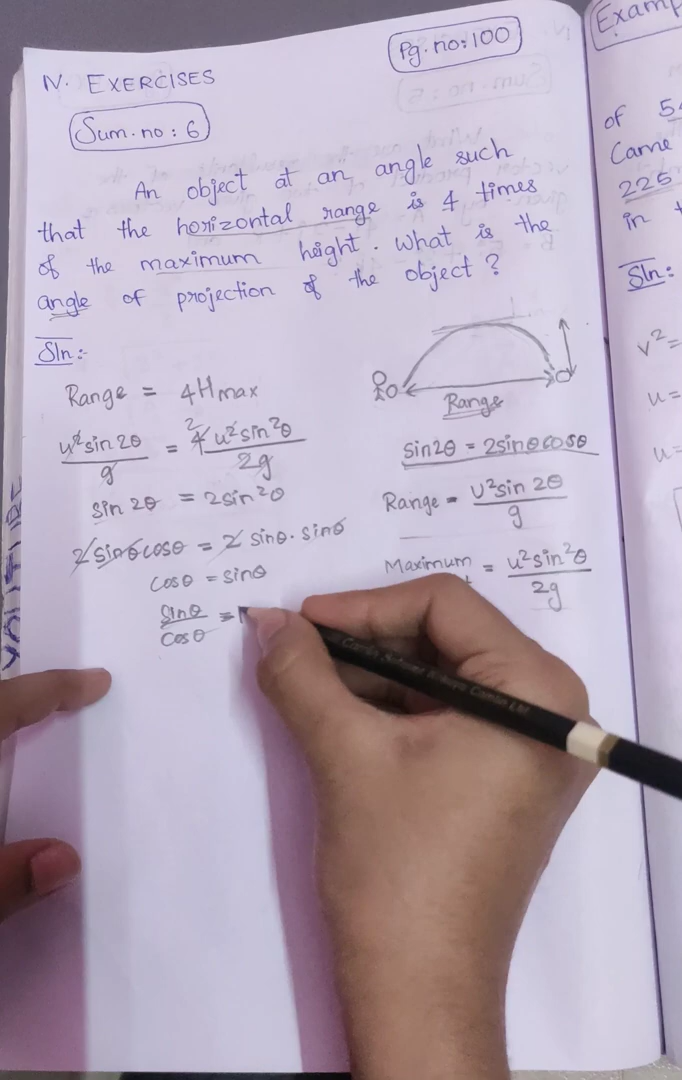 Pg. no: 100
IV. EXERCISES
Sum. no: 6
An object at an angle such
that the horizontal range is 4 times
of the maximum height. What is the
angle of projection of the object?
Sln:-
Range = 4Hmax
u²sin2θ/g = 4u²sin²θ/2g
2
sin 2θ = 2sin²θ
2sinθcosθ = 2 sinθ. sinθ
cosθ = sinθ
sinθ/cosθ =
Range
sin2θ = 2sinθcosθ
Range = U²sin 2θ/g
Maximum = u²sin²θ/2g
Examp
of
Came
225
in
Sln:
v²=
u=
u=